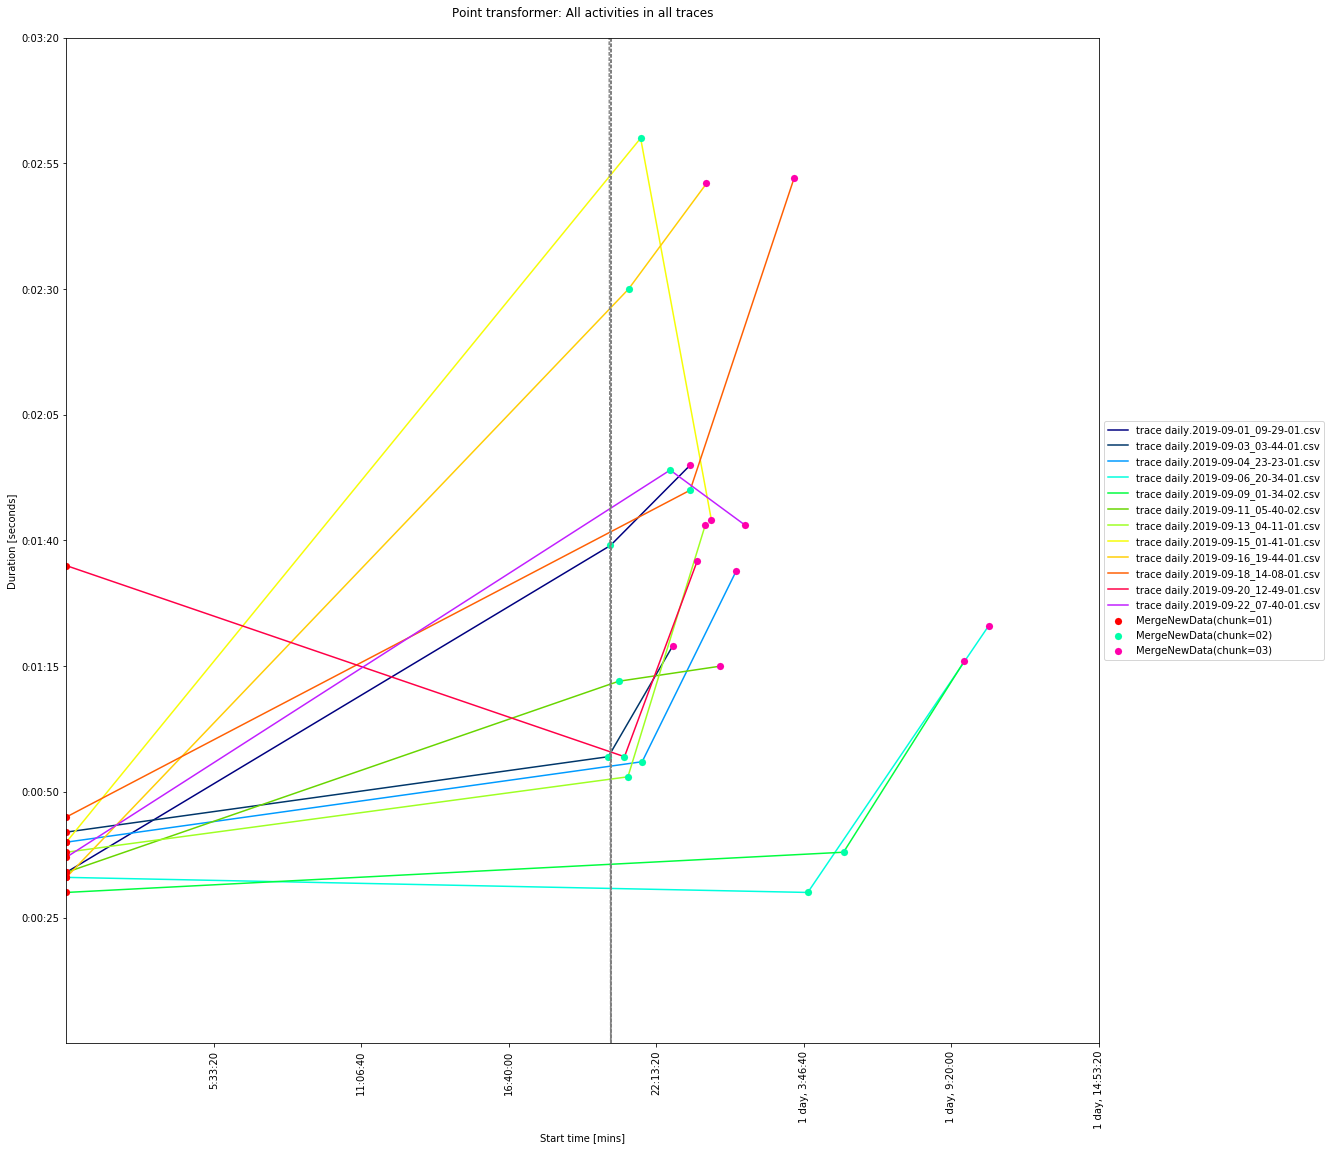 Point transformer: All activities in all traces
0:03:20
0:02:55
0:02:30
0:02:05
0:01:40
0:01:15
0:00:50
0:00:25
Duration [seconds]
5:33:20
11:06:40
16:40:00
22:13:20
1 day, 3:46:40
1 day, 9:20:00
1 day, 14:53:20
Start time [mins]
trace daily.2019-09-01_09-29-01.csv
trace daily.2019-09-03_03-44-01.csv
trace daily.2019-09-04_23-23-01.csv
trace daily.2019-09-06_20-34-01.csv
trace daily.2019-09-09_01-34-02.csv
trace daily.2019-09-11_05-40-02.csv
trace daily.2019-09-13_04-11-01.csv
trace daily.2019-09-15_01-41-01.csv
trace daily.2019-09-16_19-44-01.csv
trace daily.2019-09-18_14-08-01.csv
trace daily.2019-09-20_12-49-01.csv
trace daily.2019-09-22_07-40-01.csv
MergeNewData(chunk=01)
MergeNewData(chunk=02)
MergeNewData(chunk=03)